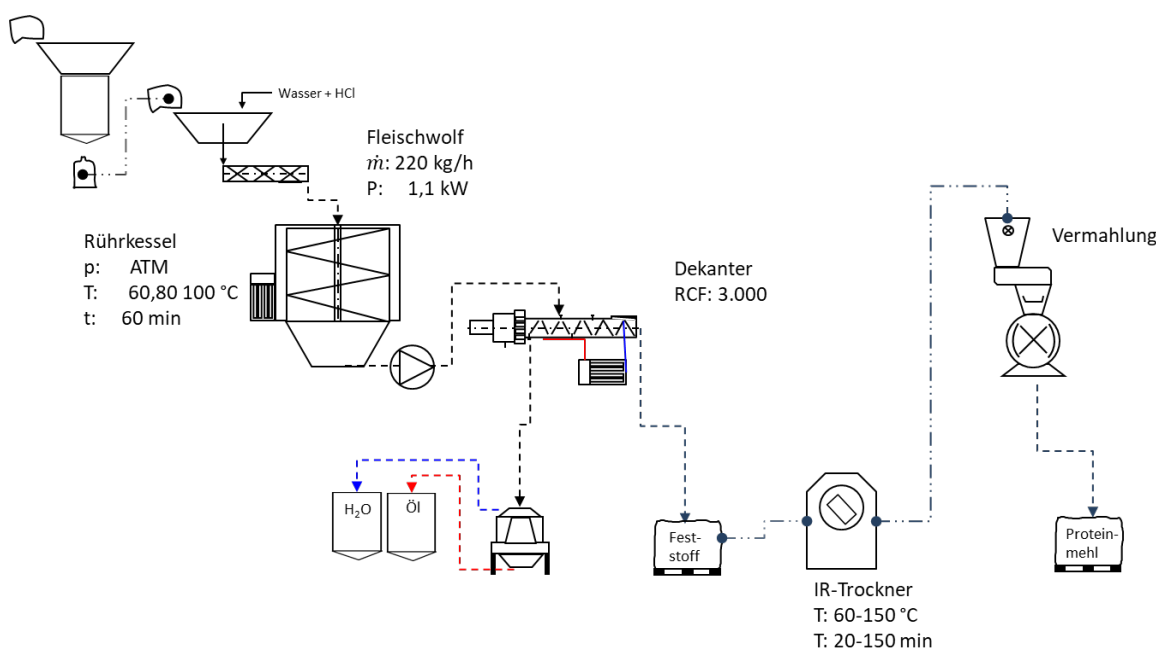 Wasser + HCl
Fleischwolf
ṁ: 220 kg/h
P: 1,1 kW
Rührkessel
p: ATM
T: 60,80 100 °C
t: 60 min
Dekanter
RCF: 3.000
Vermahlung
H₂O
Öl
Fest-
stoff
IR-Trockner
T: 60-150 °C
T: 20-150 min
Protein-
mehl